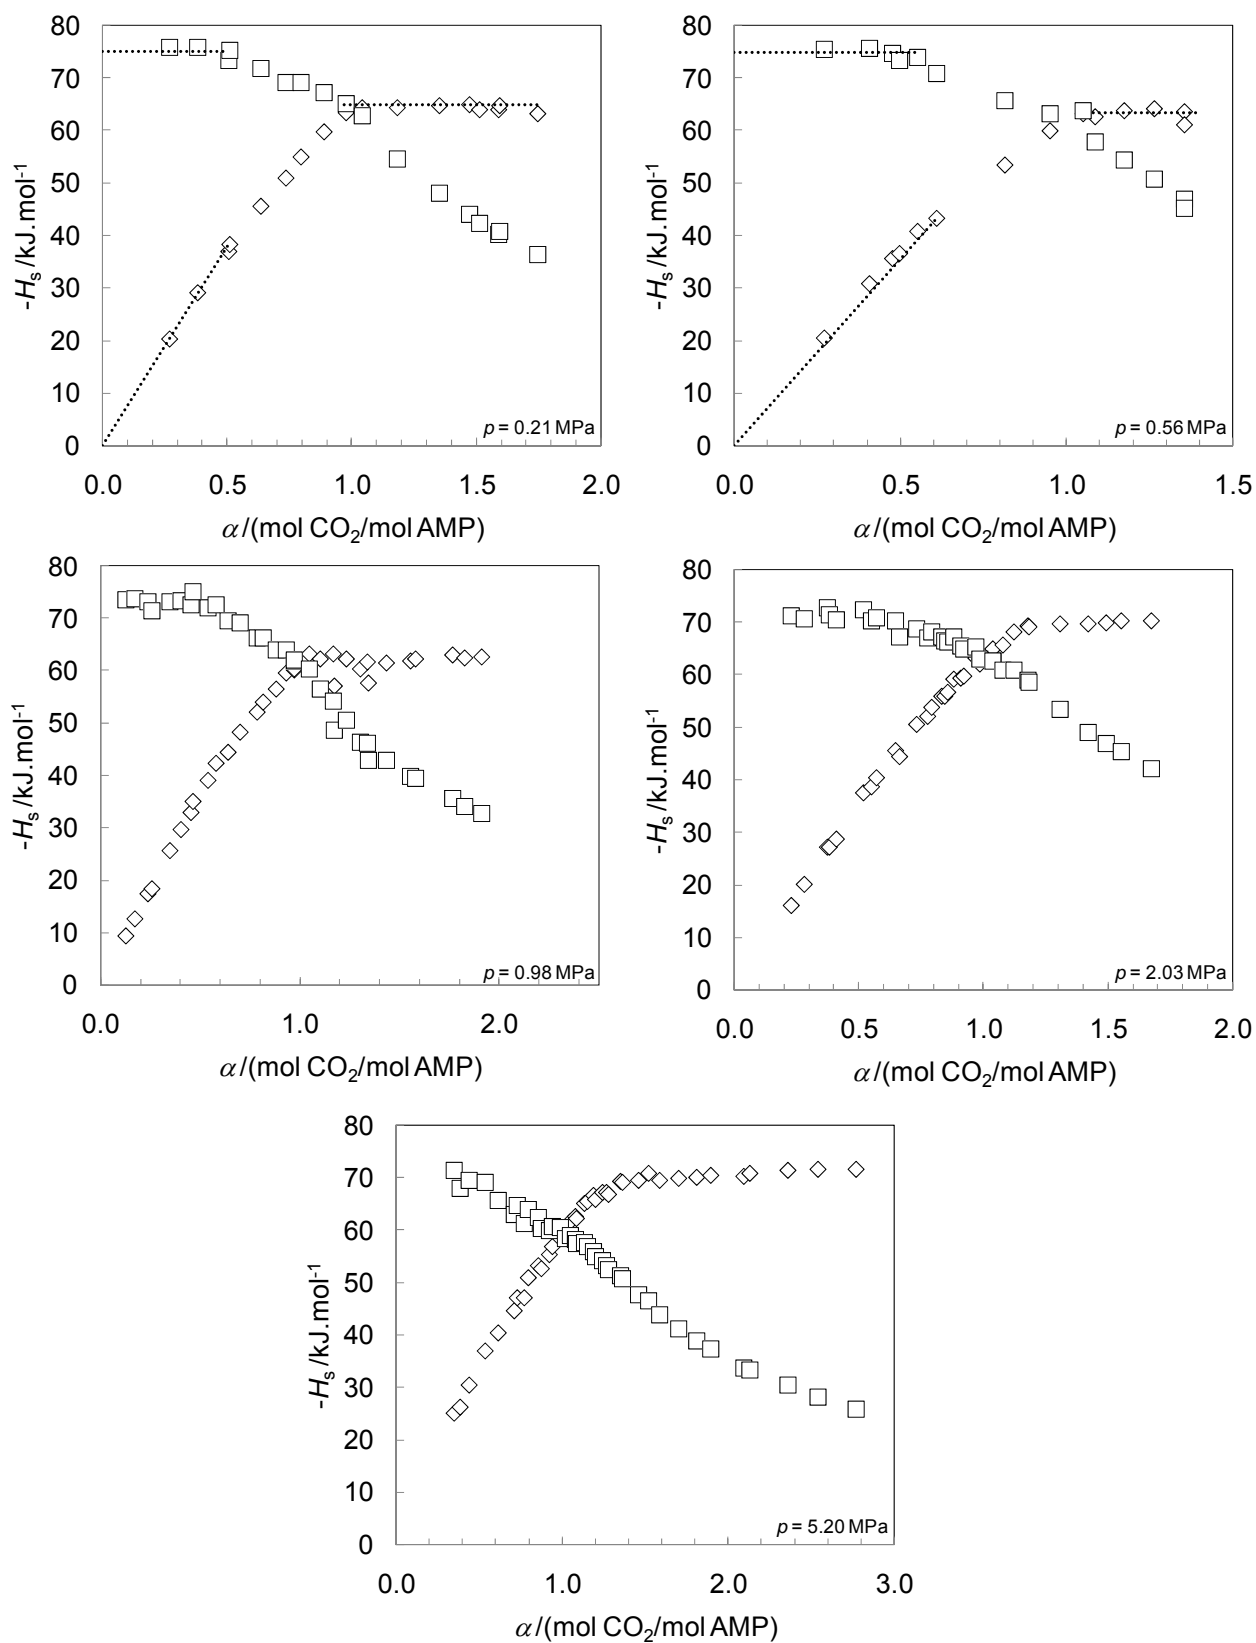 80
70
60
50
40
30
20
10
0
-Hs /kJ.mol-1
p = 0.21 MPa
0.0 0.5 1.0 1.5 2.0
α/(mol CO2/mol AMP)
80
70
60
50
40
30
20
10
0
-Hs /kJ.mol-1
p = 0.56 MPa
0.0 0.5 1.0 1.5
α/(mol CO2/mol AMP)
80
70
60
50
40
30
20
10
0
-Hs /kJ.mol-1
p = 0.98 MPa
0.0 1.0 2.0
α/(mol CO2/mol AMP)
80
70
60
50
40
30
20
10
0
-Hs /kJ.mol-1
p = 2.03 MPa
0.0 0.5 1.0 1.5 2.0
α/(mol CO2/mol AMP)
80
70
60
50
40
30
20
10
0
-Hs /kJ.mol-1
p = 5.20 MPa
0.0 1.0 2.0 3.0
α/(mol CO2/mol AMP)